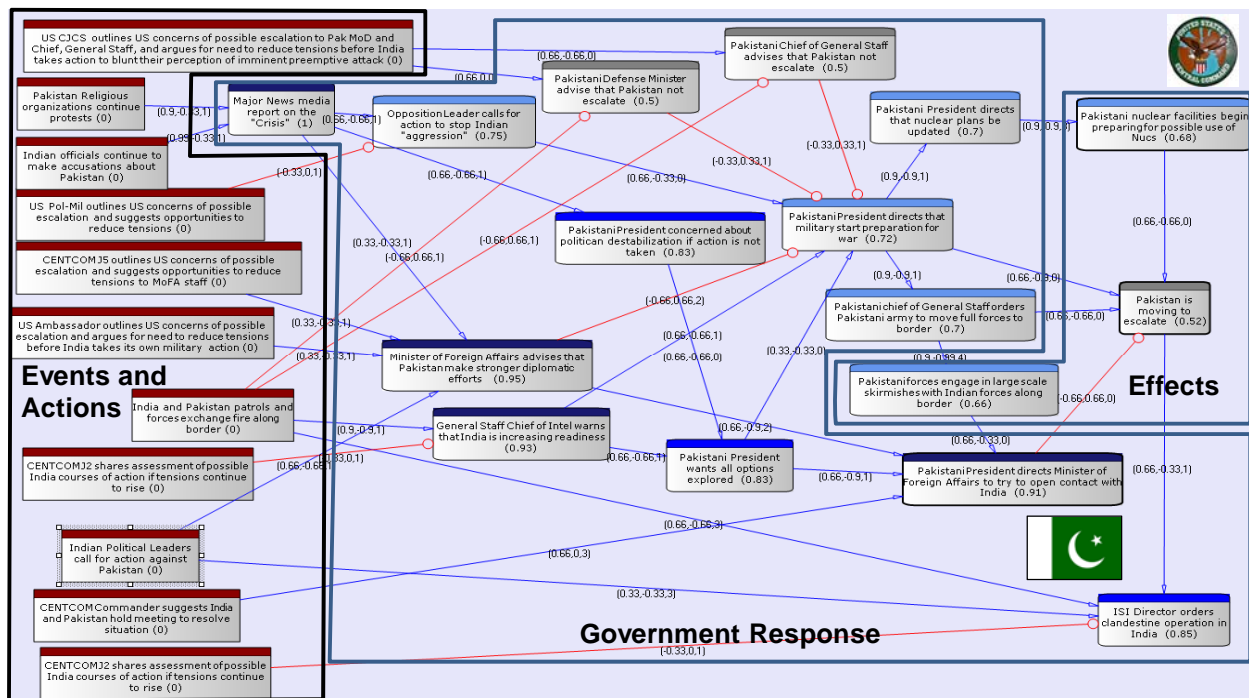 US CJCS outlines US concerns of possible escalation to Pak MoD and
Chief, General Staff, and argues for need to reduce tensions before India
takes action to blunt their perception of imminent preemptive attack (0)
Pakistani Chief of General Staff
advises that Pakistan not
escalate (0.5)
(0.66,-0.66,0)
(0.66,0,0)
Pakistani Defense Minister
advise that Pakistan not
escalate (0.5)
Pakistan Religious
organizations continue
protests (0)
(0.9,-0.33,1)
Major News media
report on the
"Crisis" (1)
(0.66,-0.66,1)
Opposition Leader calls for
action to stop Indian
"aggression" (0.75)
Pakistani President directs
that nuclear plans be
updated (0.7)
(0.9,-0.9,1)
Pakistani nuclear facilities begin
preparing for possible use of
Nucs (0.68)
(0.99,-0.33,1)
Indian officials continue to
make accusations about
Pakistan (0)
(-0.33,0,1)
(0.66,-0.66,1)
(0.66,-0.33,0)
(-0.33,0.33,1)
(-0.33,0.33,1)
(0.9,-0.9,1)
US Pol-Mil outlines US concerns of possible
escalation and suggests opportunities to
reduce tensions (0)
Pakistani President concerned about
politican destabilization if action is not
taken (0.83)
Pakistani President directs that
military start preparation for
war (0.72)
(0.66,-0.66,0)
(0.33,-0.33,1)
(-0.66,0.66,1)
(-0.66,0.66,1)
CENTCOM J5 outlines US concerns of possible
escalation and suggests opportunities to reduce
tensions to MoFA staff (0)
(0.9,-0.9,1)
(0.66,-0.9,0)
Pakistan is
moving to
escalate (0.52)
(-0.66,0.66,2)
Pakistani chief of General Staff orders
Pakistani army to move full forces to
border (0.7)
(0.66,-0.66,0)
US Ambassador outlines US concerns of possible
escalation and argues for need to reduce tensions
before India takes its own military action (0)
(0.33,-0.33,1)
(0.33,-0.33,1)
Minister of Foreign Affairs advises that
Pakistan make stronger diplomatic
efforts (0.95)
(0.66,-0.66,1)
(0.66,-0.66,0)
(0.33,-0.33,0)
(0.9,-0.99,4)
Events and
Actions
Pakistani forces engage in large scale
skirmishes with Indian forces along
border (0.66)
Effects
(-0.66,0.66,0)
India and Pakistan patrols and
forces exchange fire along
border (0)
(0.9,-0.9,1)
General Staff Chief of Intel warns
that India is increasing readiness
(0.93)
(0.66,-0.9,2)
(0.66,-0.33,0)
CENTCOM J2 shares assessment of possible
India courses of action if tensions continue
to rise (0)
(0.66,-0.66,1)
(-0.33,0,1)
(0.66,-0.66,1)
Pakistani President
wants all options
explored (0.83)
(0.66,-0.9,1)
Pakistani President directs Minister of
Foreign Affairs to try to open contact with
India (0.91)
(0.66,-0.33,1)
(0.66,-0.66,3)
Indian Political Leaders
call for action against
Pakistan (0)
(0.66,0,3)
(0.33,-0.33,3)
CENTCOM Commander suggests India
and Pakistan hold meeting to resolve
situation (0)
Government Response
ISI Director orders
clandestine operation in
India (0.85)
(-0.33,0,1)
CENTCOM J2 shares assessment of possible
India courses of action if tensions continue
to rise (0)